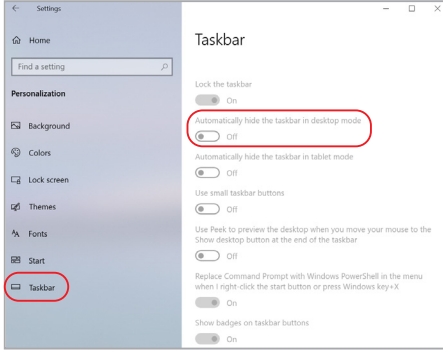 Settings
Home
Find a setting
Personalization
Background
Colors
Lock screen
Themes
Fonts
Start
Taskbar
Taskbar
Lock the taskbar
On
Automatically hide the taskbar in desktop mode
Off
Automatically hide the taskbar in tablet mode
Off
Use small taskbar buttons
Off
Use Peek to preview the desktop when you move your mouse to the
Show desktop button at the end of the taskbar
Off
Replace Command Prompt with Windows PowerShell in the menu
when I right-click the start button or press Windows key+X
On
Show badges on taskbar buttons
On